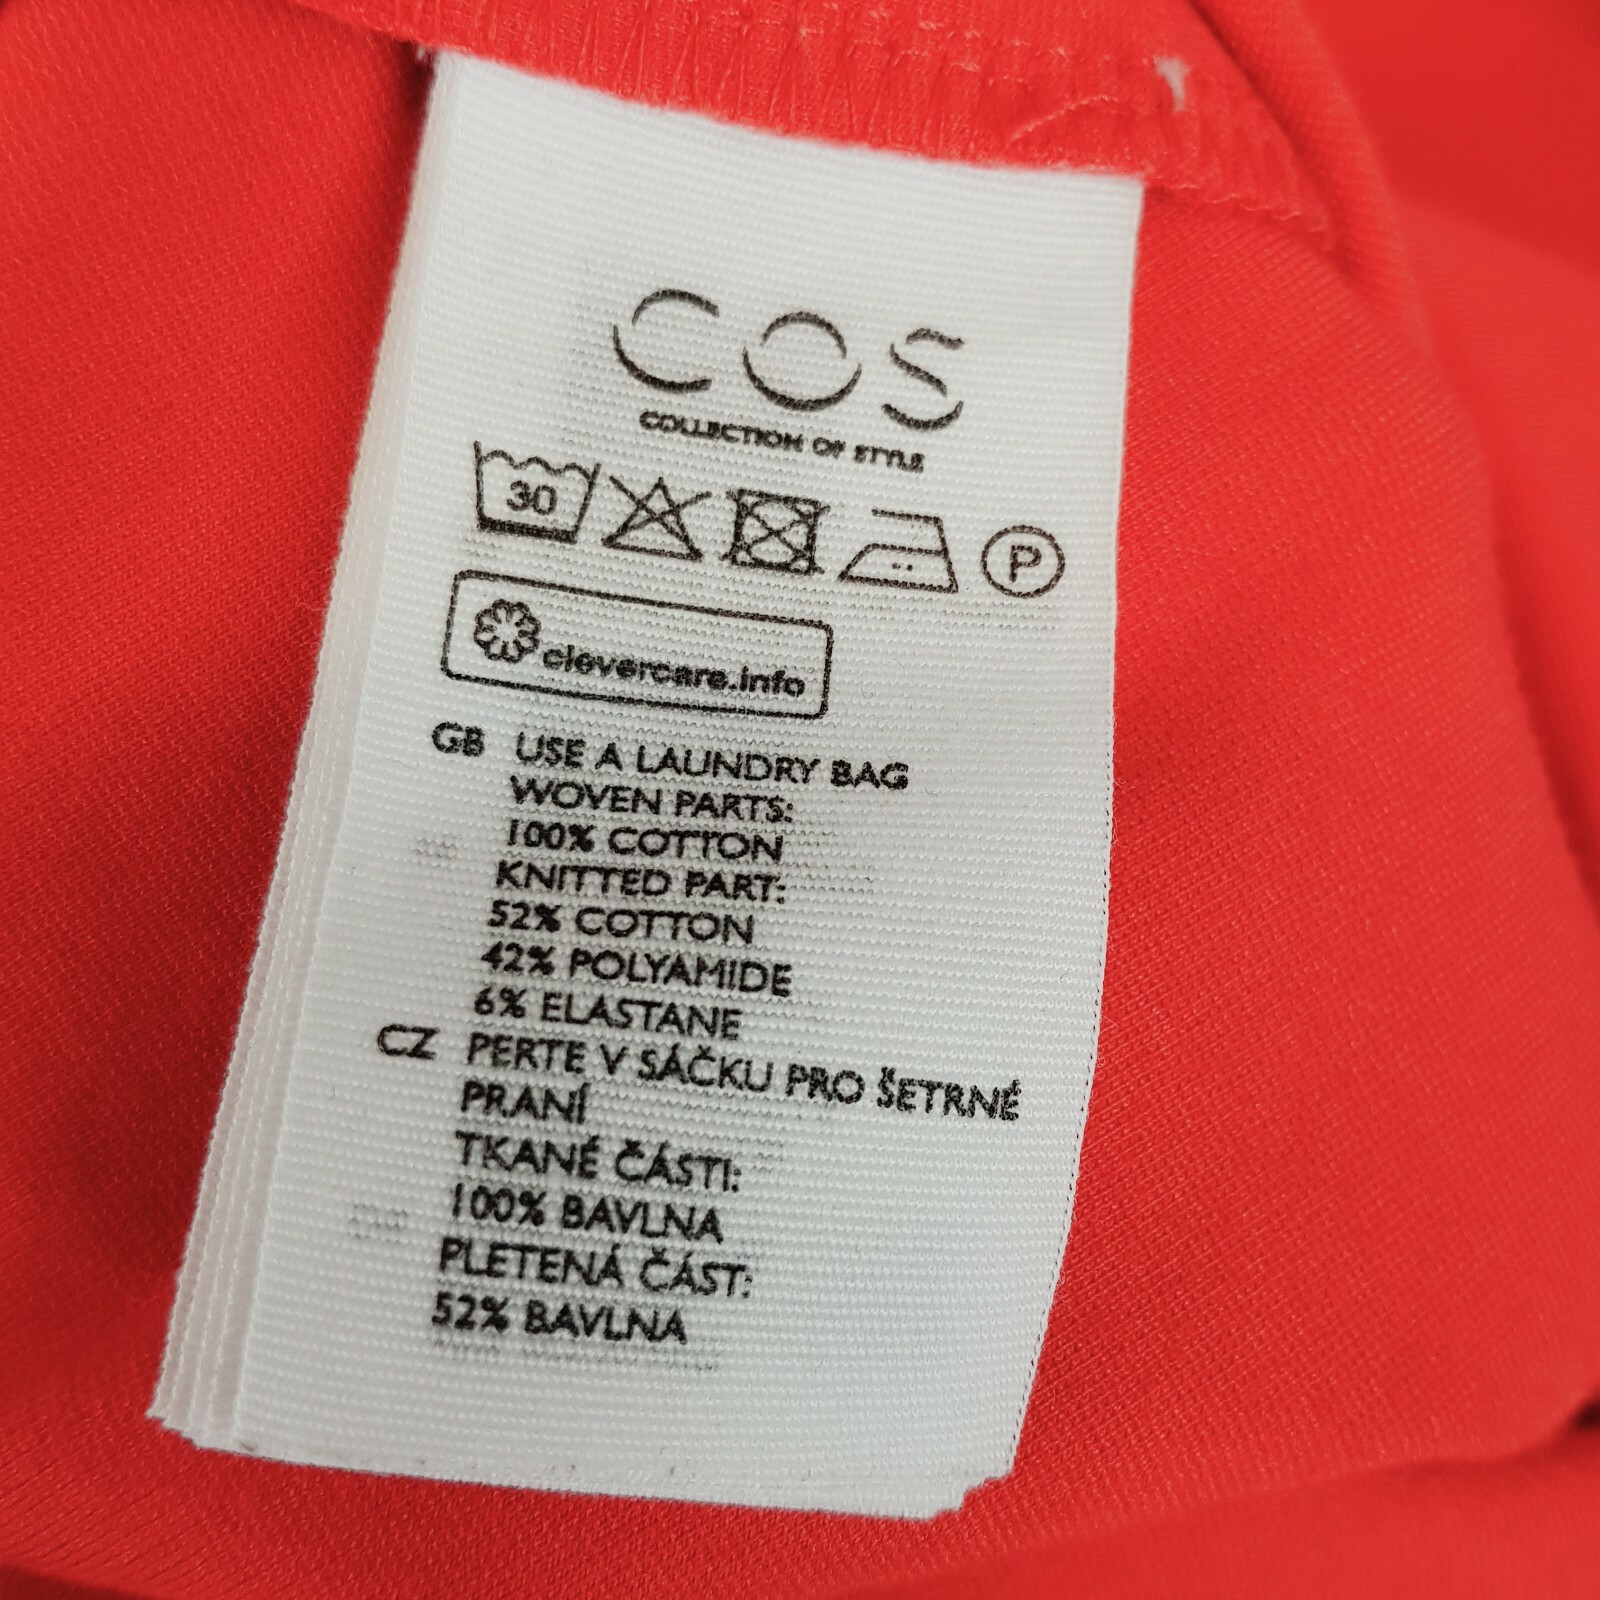 COS
COLLECTION OF STYLE
30
P
clevercare.info
GB USE A LAUNDRY BAG
WOVEN PARTS:
100% COTTON
KNITTED PART:
52% COTTON
42% POLYAMIDE
6% ELASTANE
CZ PERTE V SÁČKU PRO ŠETRNÉ
PRANÍ
TKANÉ ČÁSTI:
100% BAVLNA
PLETENÁ ČÁST:
52% BAVLNA